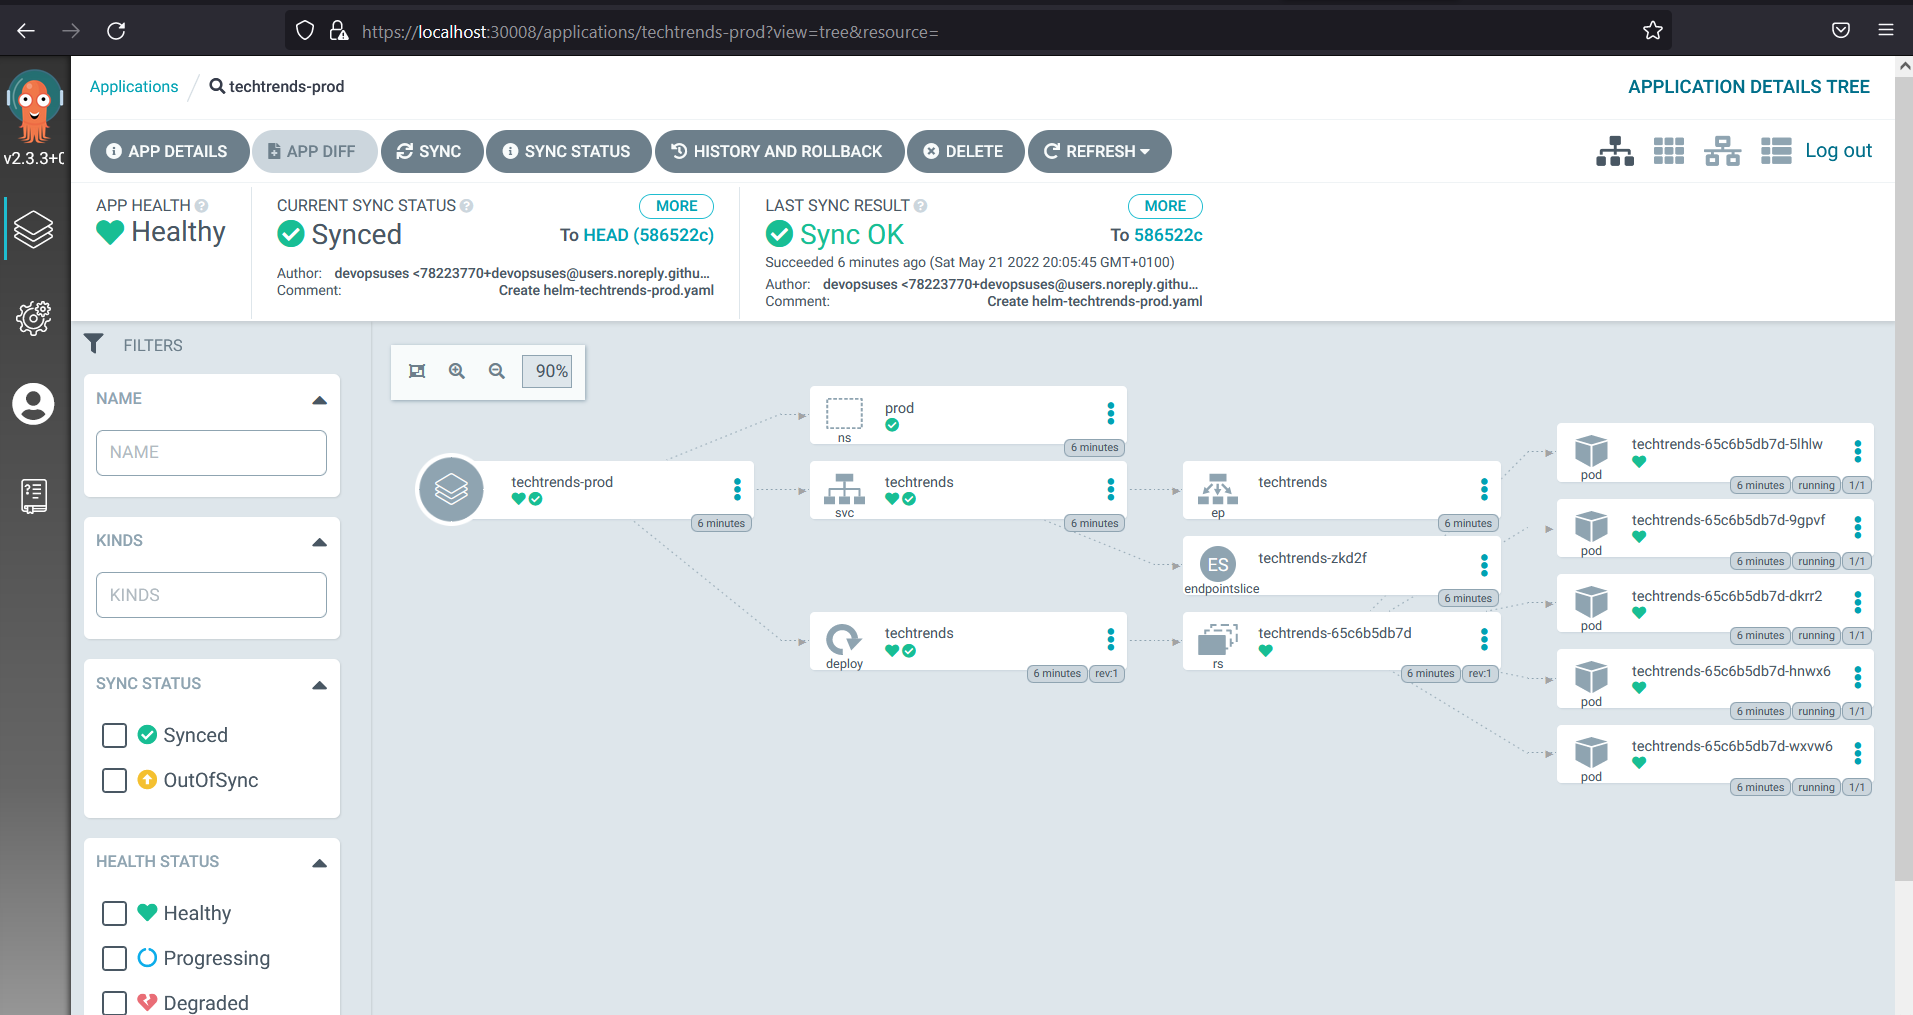 https://localhost:30008/applications/techtrends-prod?view=tree&resource=
v2.3.3+0
Applications / techtrends-prod
APPLICATION DETAILS TREE
APP DETAILS
APP DIFF
SYNC
SYNC STATUS
HISTORY AND ROLLBACK
DELETE
REFRESH
Log out
APP HEALTH
Healthy
CURRENT SYNC STATUS
MORE
Synced
To HEAD (586522c)
Author: devopsuses <78223770+devopsuses@users.noreply.githu...
Comment: Create helm-techtrends-prod.yaml
LAST SYNC RESULT
MORE
Sync OK
To 586522c
Succeeded 6 minutes ago (Sat May 21 2022 20:05:45 GMT+0100)
Author: devopsuses <78223770+devopsuses@users.noreply.githu...
Comment: Create helm-techtrends-prod.yaml
FILTERS
NAME
NAME
KINDS
KINDS
SYNC STATUS
Synced
OutOfSync
HEALTH STATUS
Healthy
Progressing
Degraded
90%
techtrends-prod
6 minutes
prod
ns
6 minutes
techtrends
svc
6 minutes
techtrends
deploy
6 minutes rev:1
techtrends
ep
6 minutes
ES
techtrends-zkd2f
endpointslice
6 minutes
techtrends-65c6b5db7d
rs
6 minutes rev:1
techtrends-65c6b5db7d-5lhlw
pod
6 minutes running 1/1
techtrends-65c6b5db7d-9gpvf
pod
6 minutes running 1/1
techtrends-65c6b5db7d-dkrr2
pod
6 minutes running 1/1
techtrends-65c6b5db7d-hnwx6
pod
6 minutes running 1/1
techtrends-65c6b5db7d-wxvw6
pod
6 minutes running 1/1